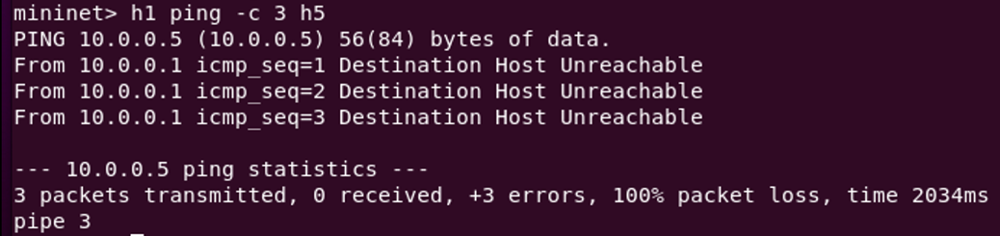 mininet> h1 ping -c 3 h5
PING 10.0.0.5 (10.0.0.5) 56(84) bytes of data.
From 10.0.0.1 icmp_seq=1 Destination Host Unreachable
From 10.0.0.1 icmp_seq=2 Destination Host Unreachable
From 10.0.0.1 icmp_seq=3 Destination Host Unreachable

--- 10.0.0.5 ping statistics ---
3 packets transmitted, 0 received, +3 errors, 100% packet loss, time 2034ms
pipe 3